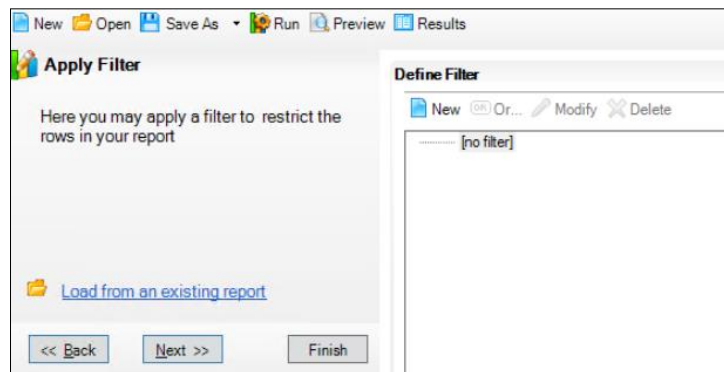 New Open Save As Run Preview Results
Apply Filter
Here you may apply a filter to restrict the
rows in your report
Load from an existing report
<< Back Next >> Finish
Define Filter
New OR Or... Modify Delete
[no filter]